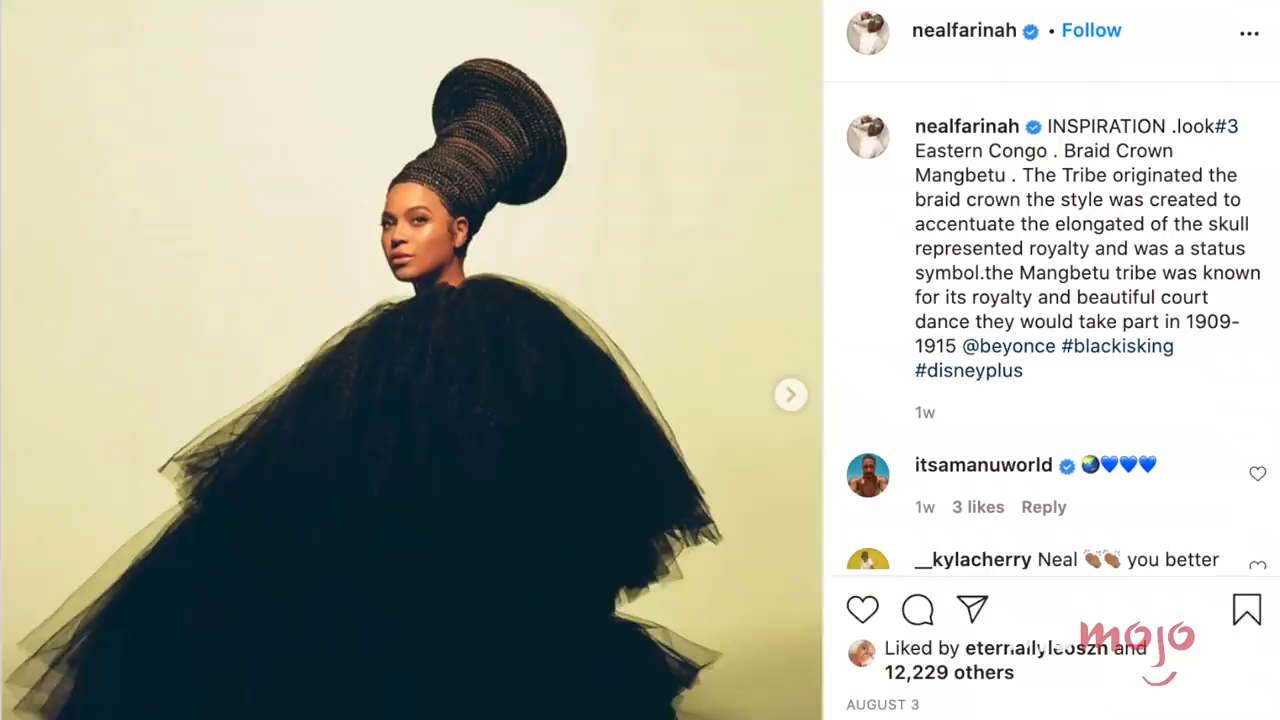 nealfarinah • Follow
nealfarinah INSPIRATION .look#3
Eastern Congo . Braid Crown
Mangbetu . The Tribe originated the
braid crown the style was created to
accentuate the elongated of the skull
represented royalty and was a status
symbol.the Mangbetu tribe was known
for its royalty and beautiful court
dance they would take part in 1909-
1915 @beyonce #blackisking
#disneyplus
1w
itsamanuworld 🌏💙💙💙
1w 3 likes Reply
__kylacherry Neal 👏🏾👏🏾 you better
mojo
Liked by and
12,229 others
AUGUST 3